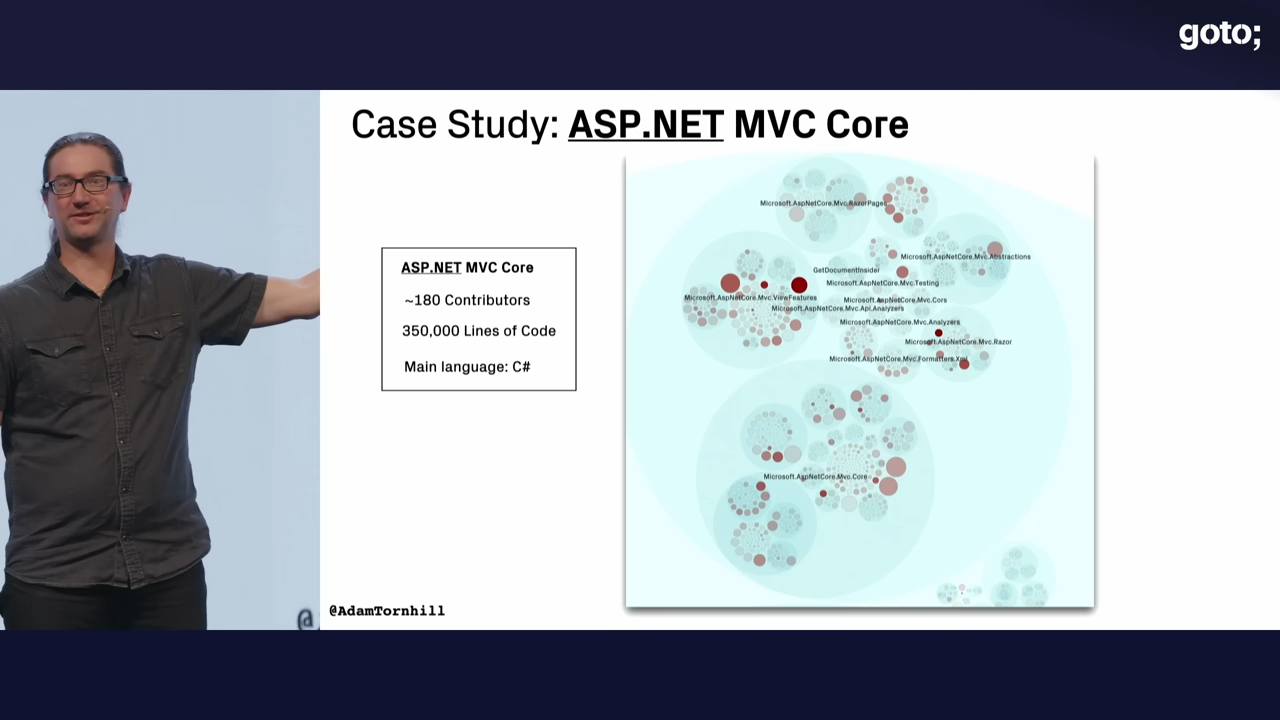 goto;
Case Study: ASP.NET MVC Core
ASP.NET MVC Core
~180 Contributors
350,000 Lines of Code
Main language: C#
Microsoft.AspNetCore.Mvc.RazorPages
Microsoft.AspNetCore.Mvc.Abstractions
GetDocumentInsider
Microsoft.AspNetCore.Mvc.Testing
Microsoft.AspNetCore.Mvc.ViewFeatures
Microsoft.AspNetCore.Mvc.Cors
Microsoft.AspNetCore.Mvc.Api.Analyzers
Microsoft.AspNetCore.Mvc.Analyzers
Microsoft.AspNetCore.Mvc.Razor
Microsoft.AspNetCore.Mvc.Formatters.Xml
Microsoft.AspNetCore.Mvc.Core
@AdamTornhill
@